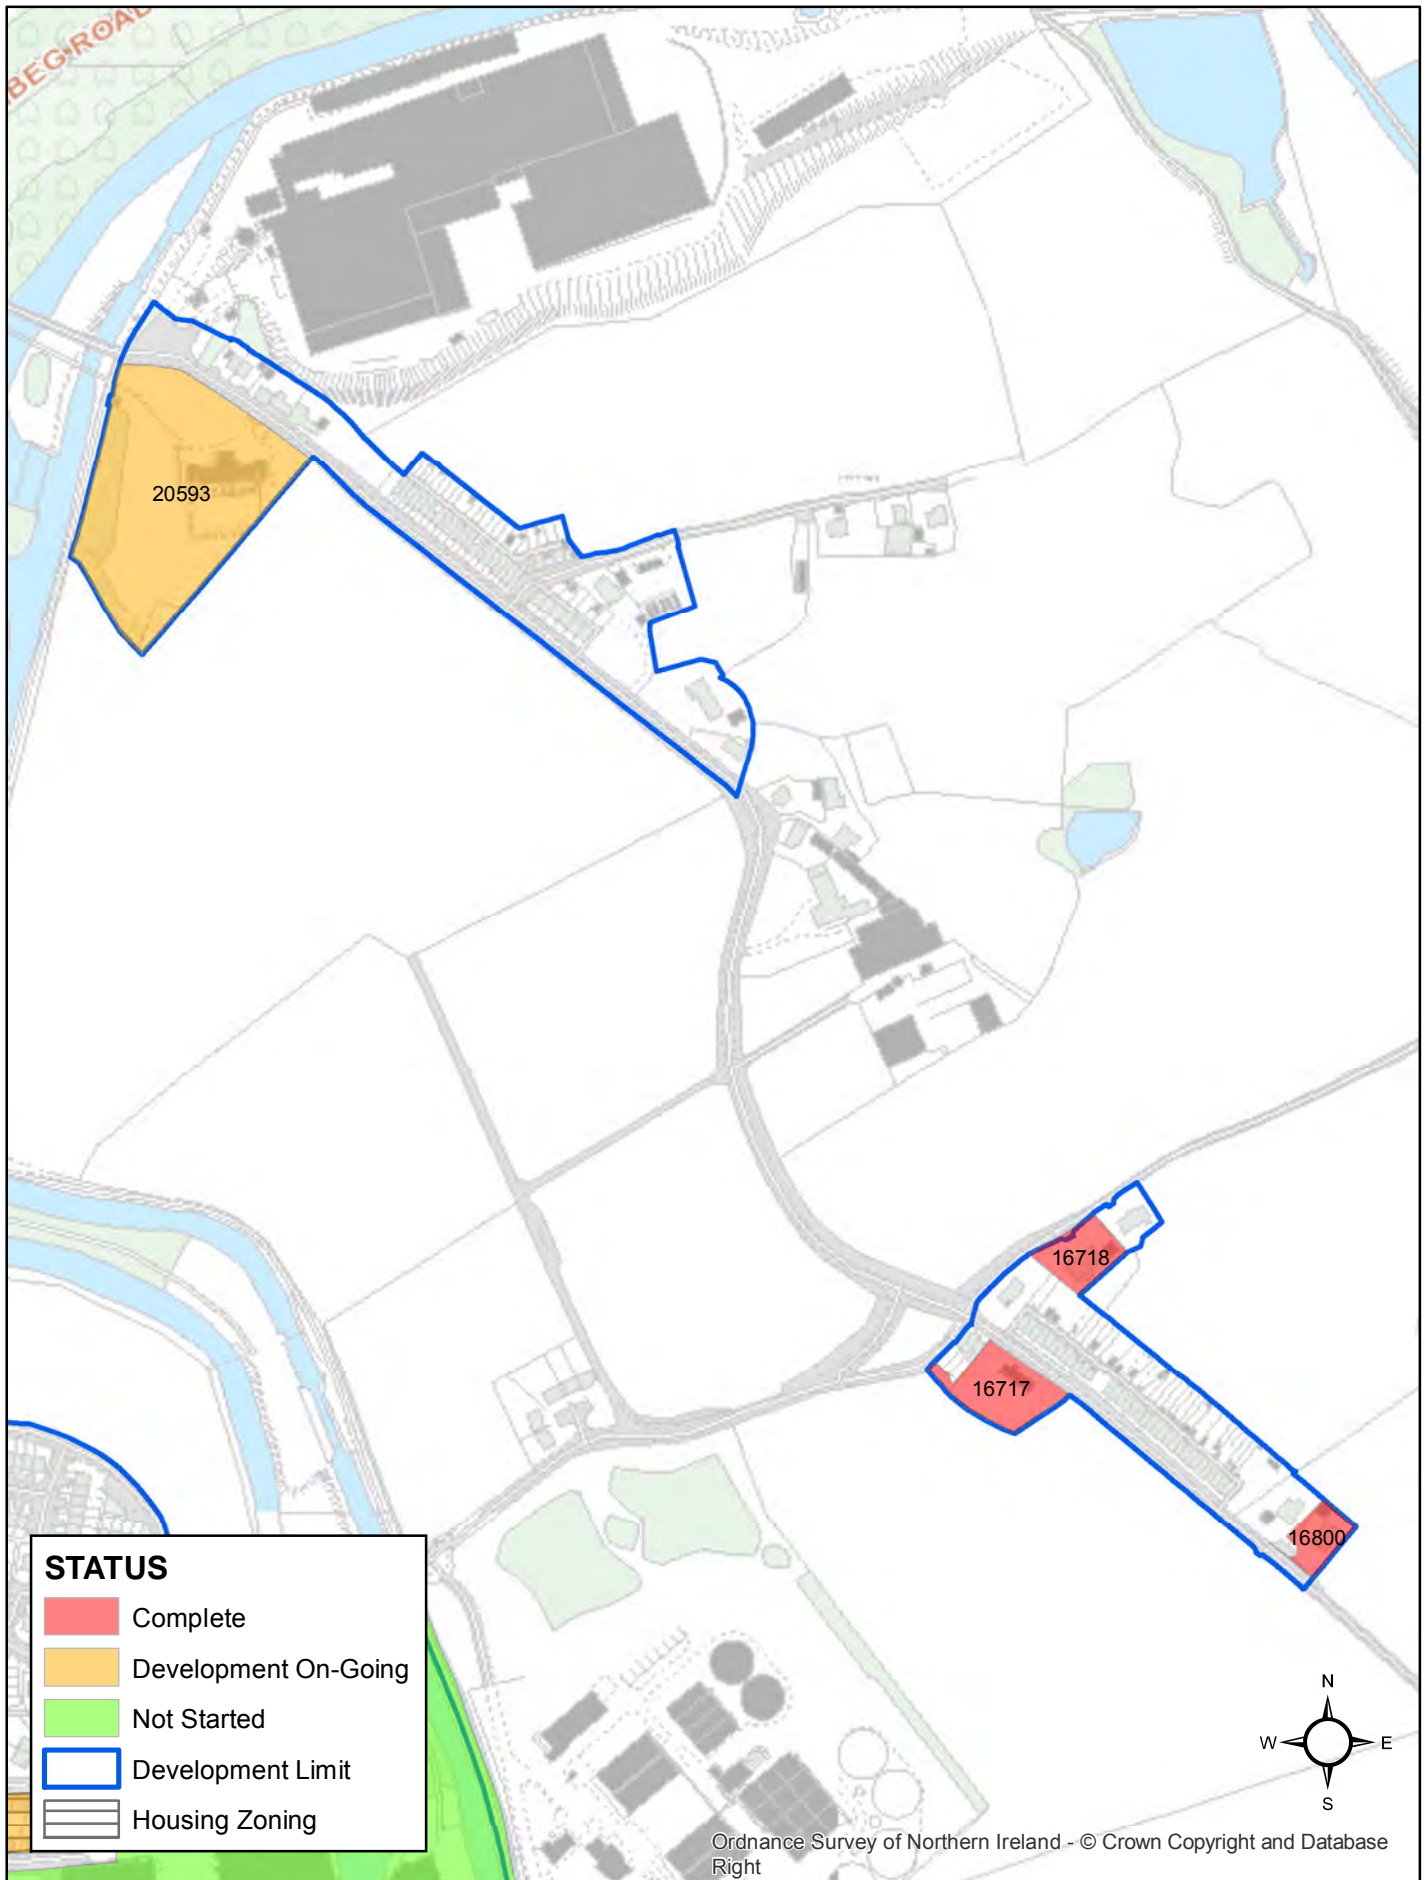 BEG ROAD
20593
16718
16717
16800
STATUS
Complete
Development On-Going
Not Started
Development Limit
Housing Zoning
N
W E
S
Ordnance Survey of Northern Ireland - © Crown Copyright and Database
Right